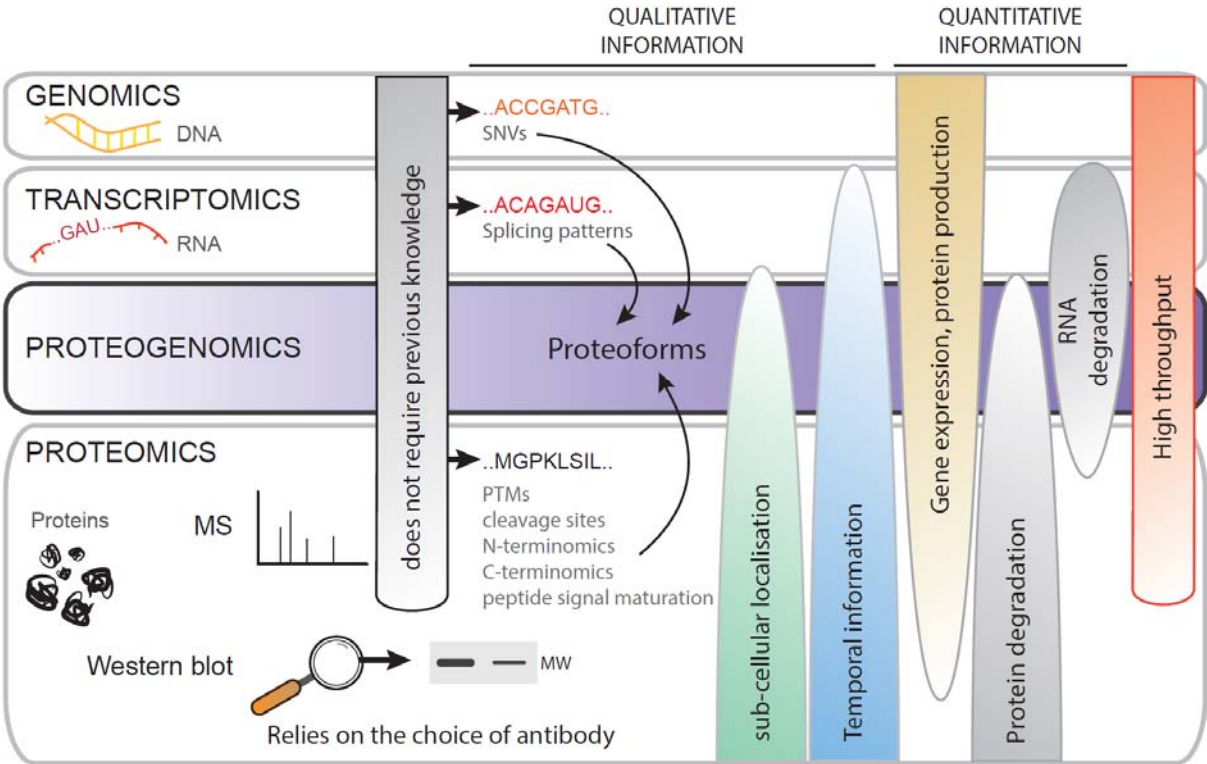 QUALITATIVE
INFORMATION
QUANTITATIVE
INFORMATION
GENOMICS
DNA
..ACCGATG..
SNVs
TRANSCRIPTOMICS
..GAU..
RNA
..ACAGAUG..
Splicing patterns
PROTEOGENOMICS
Proteoforms
PROTEOMICS
Proteins
MS
..MGPKLSIL..
PTMs
cleavage sites
N-terminomics
C-terminomics
peptide signal maturation
Western blot
MW
Relies on the choice of antibody
does not require previous knowledge
sub-cellular localisation
Temporal information
Gene expression, protein production
Protein degradation
RNA
degradation
High throughput